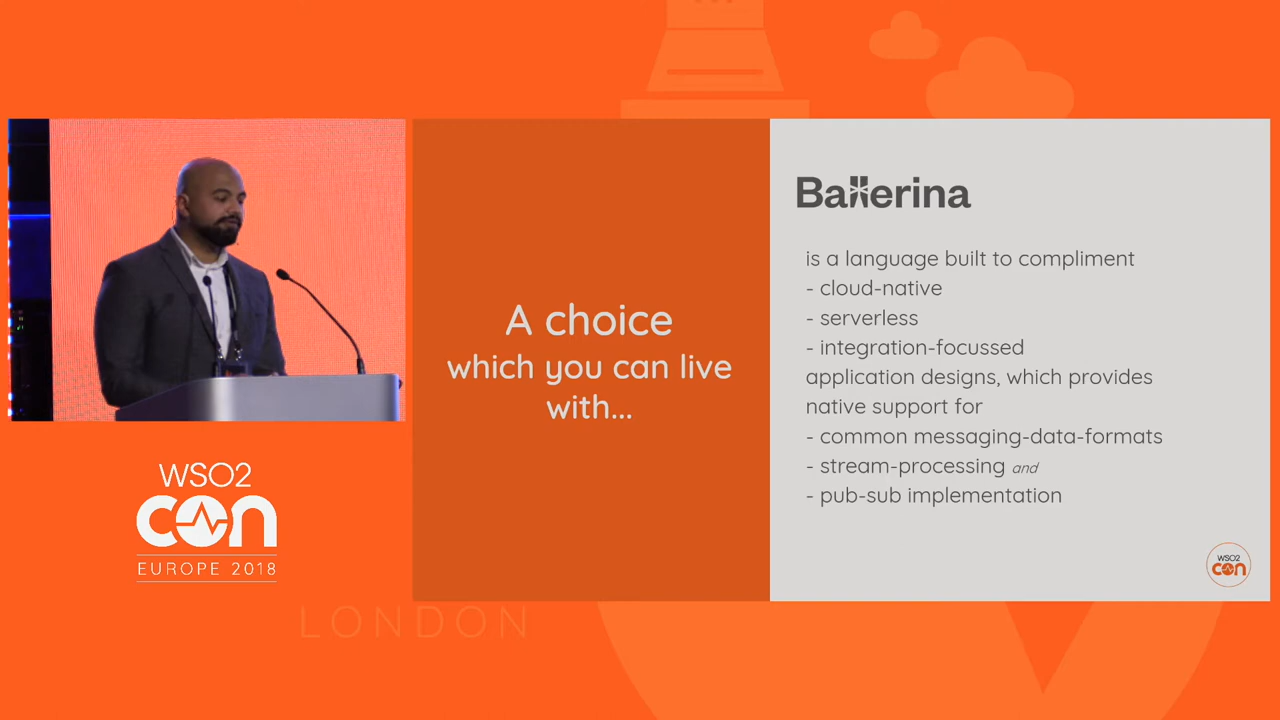 WSO2
con
EUROPE 2018
LONDON
A choice
which you can live
with...
Ballerina
is a language built to compliment
- cloud-native
- serverless
- integration-focussed
application designs, which provides
native support for
- common messaging-data-formats
- stream-processing and
- pub-sub implementation
WSO2
con